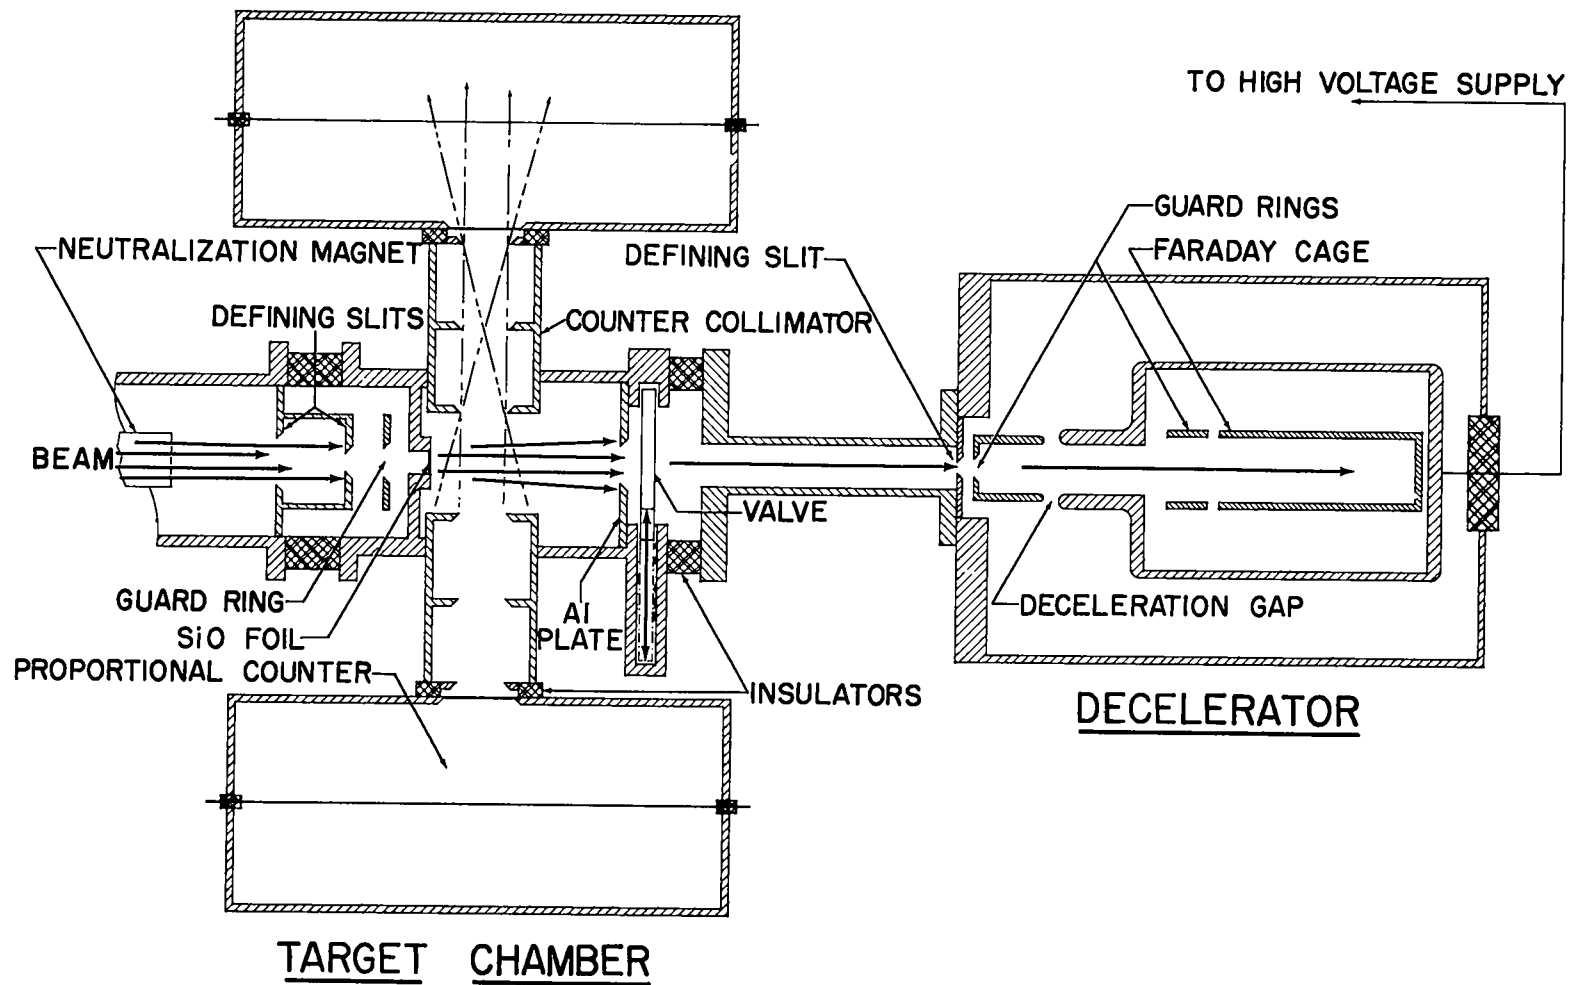 TO HIGH VOLTAGE SUPPLY
GUARD RINGS
FARADAY CAGE
NEUTRALIZATION MAGNET
DEFINING SLIT
DEFINING SLITS
COUNTER COLLIMATOR
BEAM
VALVE
GUARD RING
SiO FOIL
PROPORTIONAL COUNTER
Al
PLATE
DECELERATION GAP
INSULATORS
DECELERATOR
TARGET CHAMBER